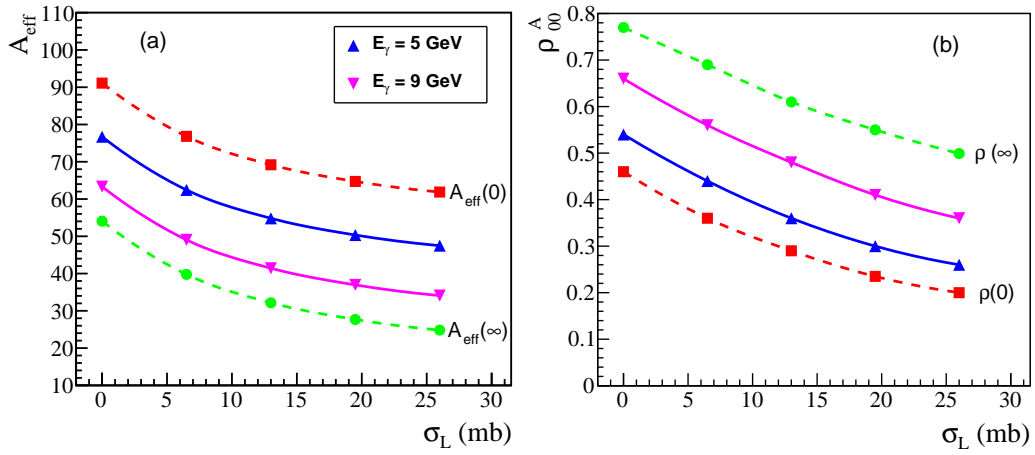 A_eff
110
100
90
80
70
60
50
40
30
20
10
(a)
E_γ = 5 GeV
E_γ = 9 GeV
A_eff(0)
A_eff(∞)
0 5 10 15 20 25 30
σ_L (mb)
ρ^A_00
0.8
0.7
0.6
0.5
0.4
0.3
0.2
0.1
0
(b)
ρ (∞)
ρ(0)
0 5 10 15 20 25 30
σ_L (mb)